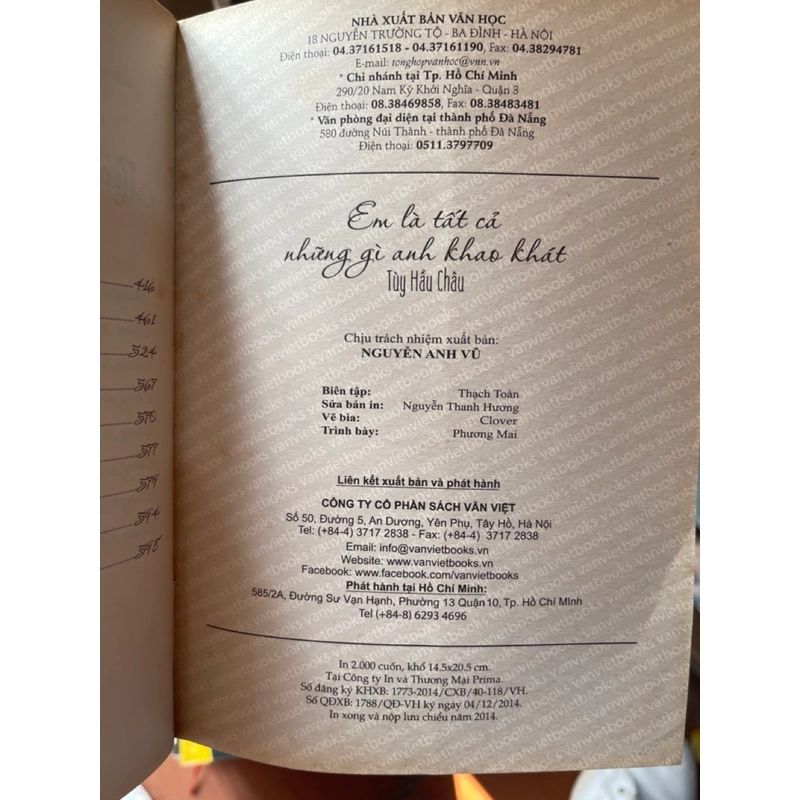 NHÀ XUẤT BẢN VĂN HỌC
18 NGUYỄN TRƯỜNG TỘ - BA ĐÌNH - HÀ NỘI
Điện thoại: 04.37161518 - 04.37161190, Fax: 04.38294781
E-mail: tonghopvanhoc@vnn.vn
* Chi nhánh tại Tp. Hồ Chí Minh
290/20 Nam Kỳ Khởi Nghĩa - Quận 3
Điện thoại: 08.38469858, Fax: 08.38483481
* Văn phòng đại diện tại thành phố Đà Nẵng
580 đường Núi Thành - thành phố Đà Nẵng
Điện thoại: 0511.3797709
Em là tất cả
những gì anh khao khát
Tùy Hầu Châu
Chịu trách nhiệm xuất bản:
NGUYỄN ANH VŨ
Biên tập: Thạch Toàn
Sửa bản in: Nguyễn Thanh Hương
Vẽ bìa: Clover
Trình bày: Phương Mai
Liên kết xuất bản và phát hành
CÔNG TY CỔ PHẦN SÁCH VĂN VIỆT
Số 50, Đường 5, An Dương, Yên Phụ, Tây Hồ, Hà Nội
Tel: (+84-4) 3717 2838 - Fax: (+84-4) 3717 2838
Email: info@vanvietbooks.vn
Website: www.vanvietbooks.vn
Facebook: www.facebook.com/vanvietbooks
Phát hành tại Hồ Chí Minh:
585/2A, Đường Sư Vạn Hạnh, Phường 13 Quận 10, Tp. Hồ Chí Minh
Tel (+84-8) 6293 4696
In 2.000 cuốn, khổ 14.5x20.5 cm.
Tại Công ty In và Thương Mại Prima.
Số đăng ký KHXB: 1773-2014/CXB/40-118/VH.
Số QĐXB: 1788/QĐ-VH ký ngày 04/12/2014.
In xong và nộp lưu chiểu năm 2014.
416
461
524
567
575
577
579
594
598